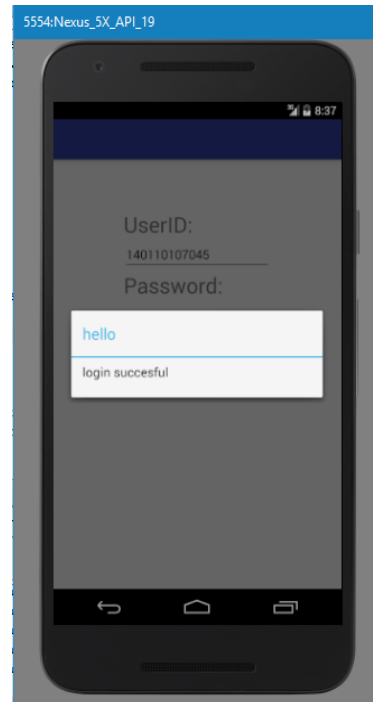 5554:Nexus_5X_API_19
8:37
UserID:
140110107045
Password:
hello
login succesful